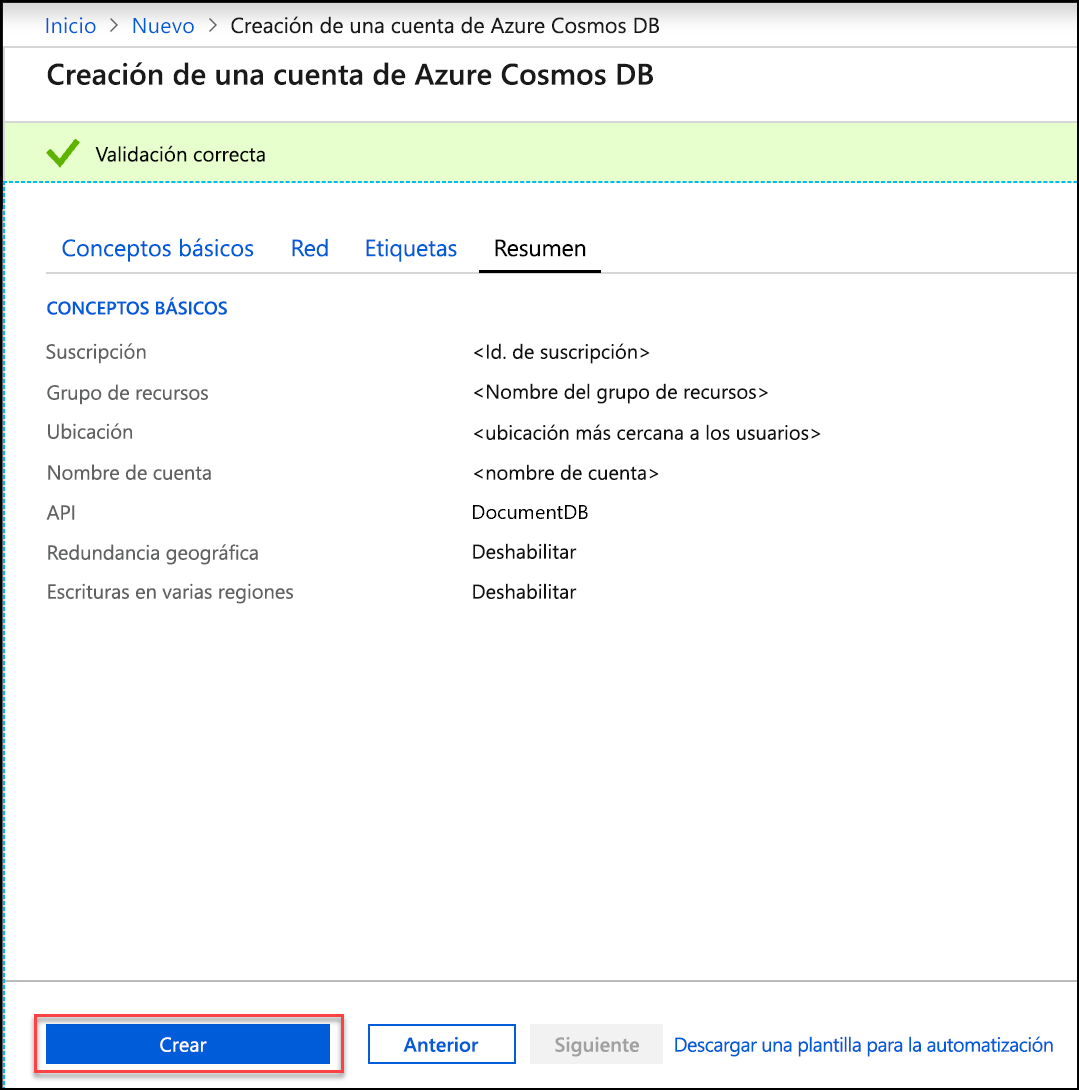 Inicio > Nuevo > Creación de una cuenta de Azure Cosmos DB
Creación de una cuenta de Azure Cosmos DB
Validación correcta
Conceptos básicos Red Etiquetas Resumen
CONCEPTOS BÁSICOS
Suscripción <Id. de suscripción>
Grupo de recursos <Nombre del grupo de recursos>
Ubicación <ubicación más cercana a los usuarios>
Nombre de cuenta <nombre de cuenta>
API DocumentDB
Redundancia geográfica Deshabilitar
Escrituras en varias regiones Deshabilitar
Crear Anterior Siguiente Descargar una plantilla para la automatización